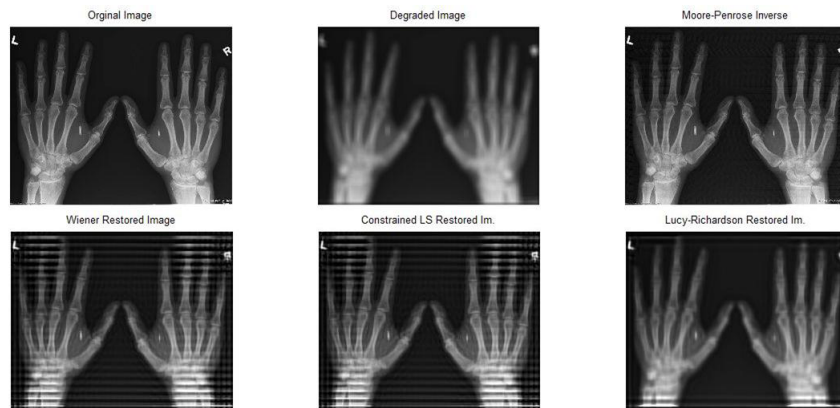 Orginal Image
Degraded Image
Moore-Penrose Inverse
L
R
L
Wiener Restored Image
Constrained LS Restored Im.
Lucy-Richardson Restored Im.
L
L
L